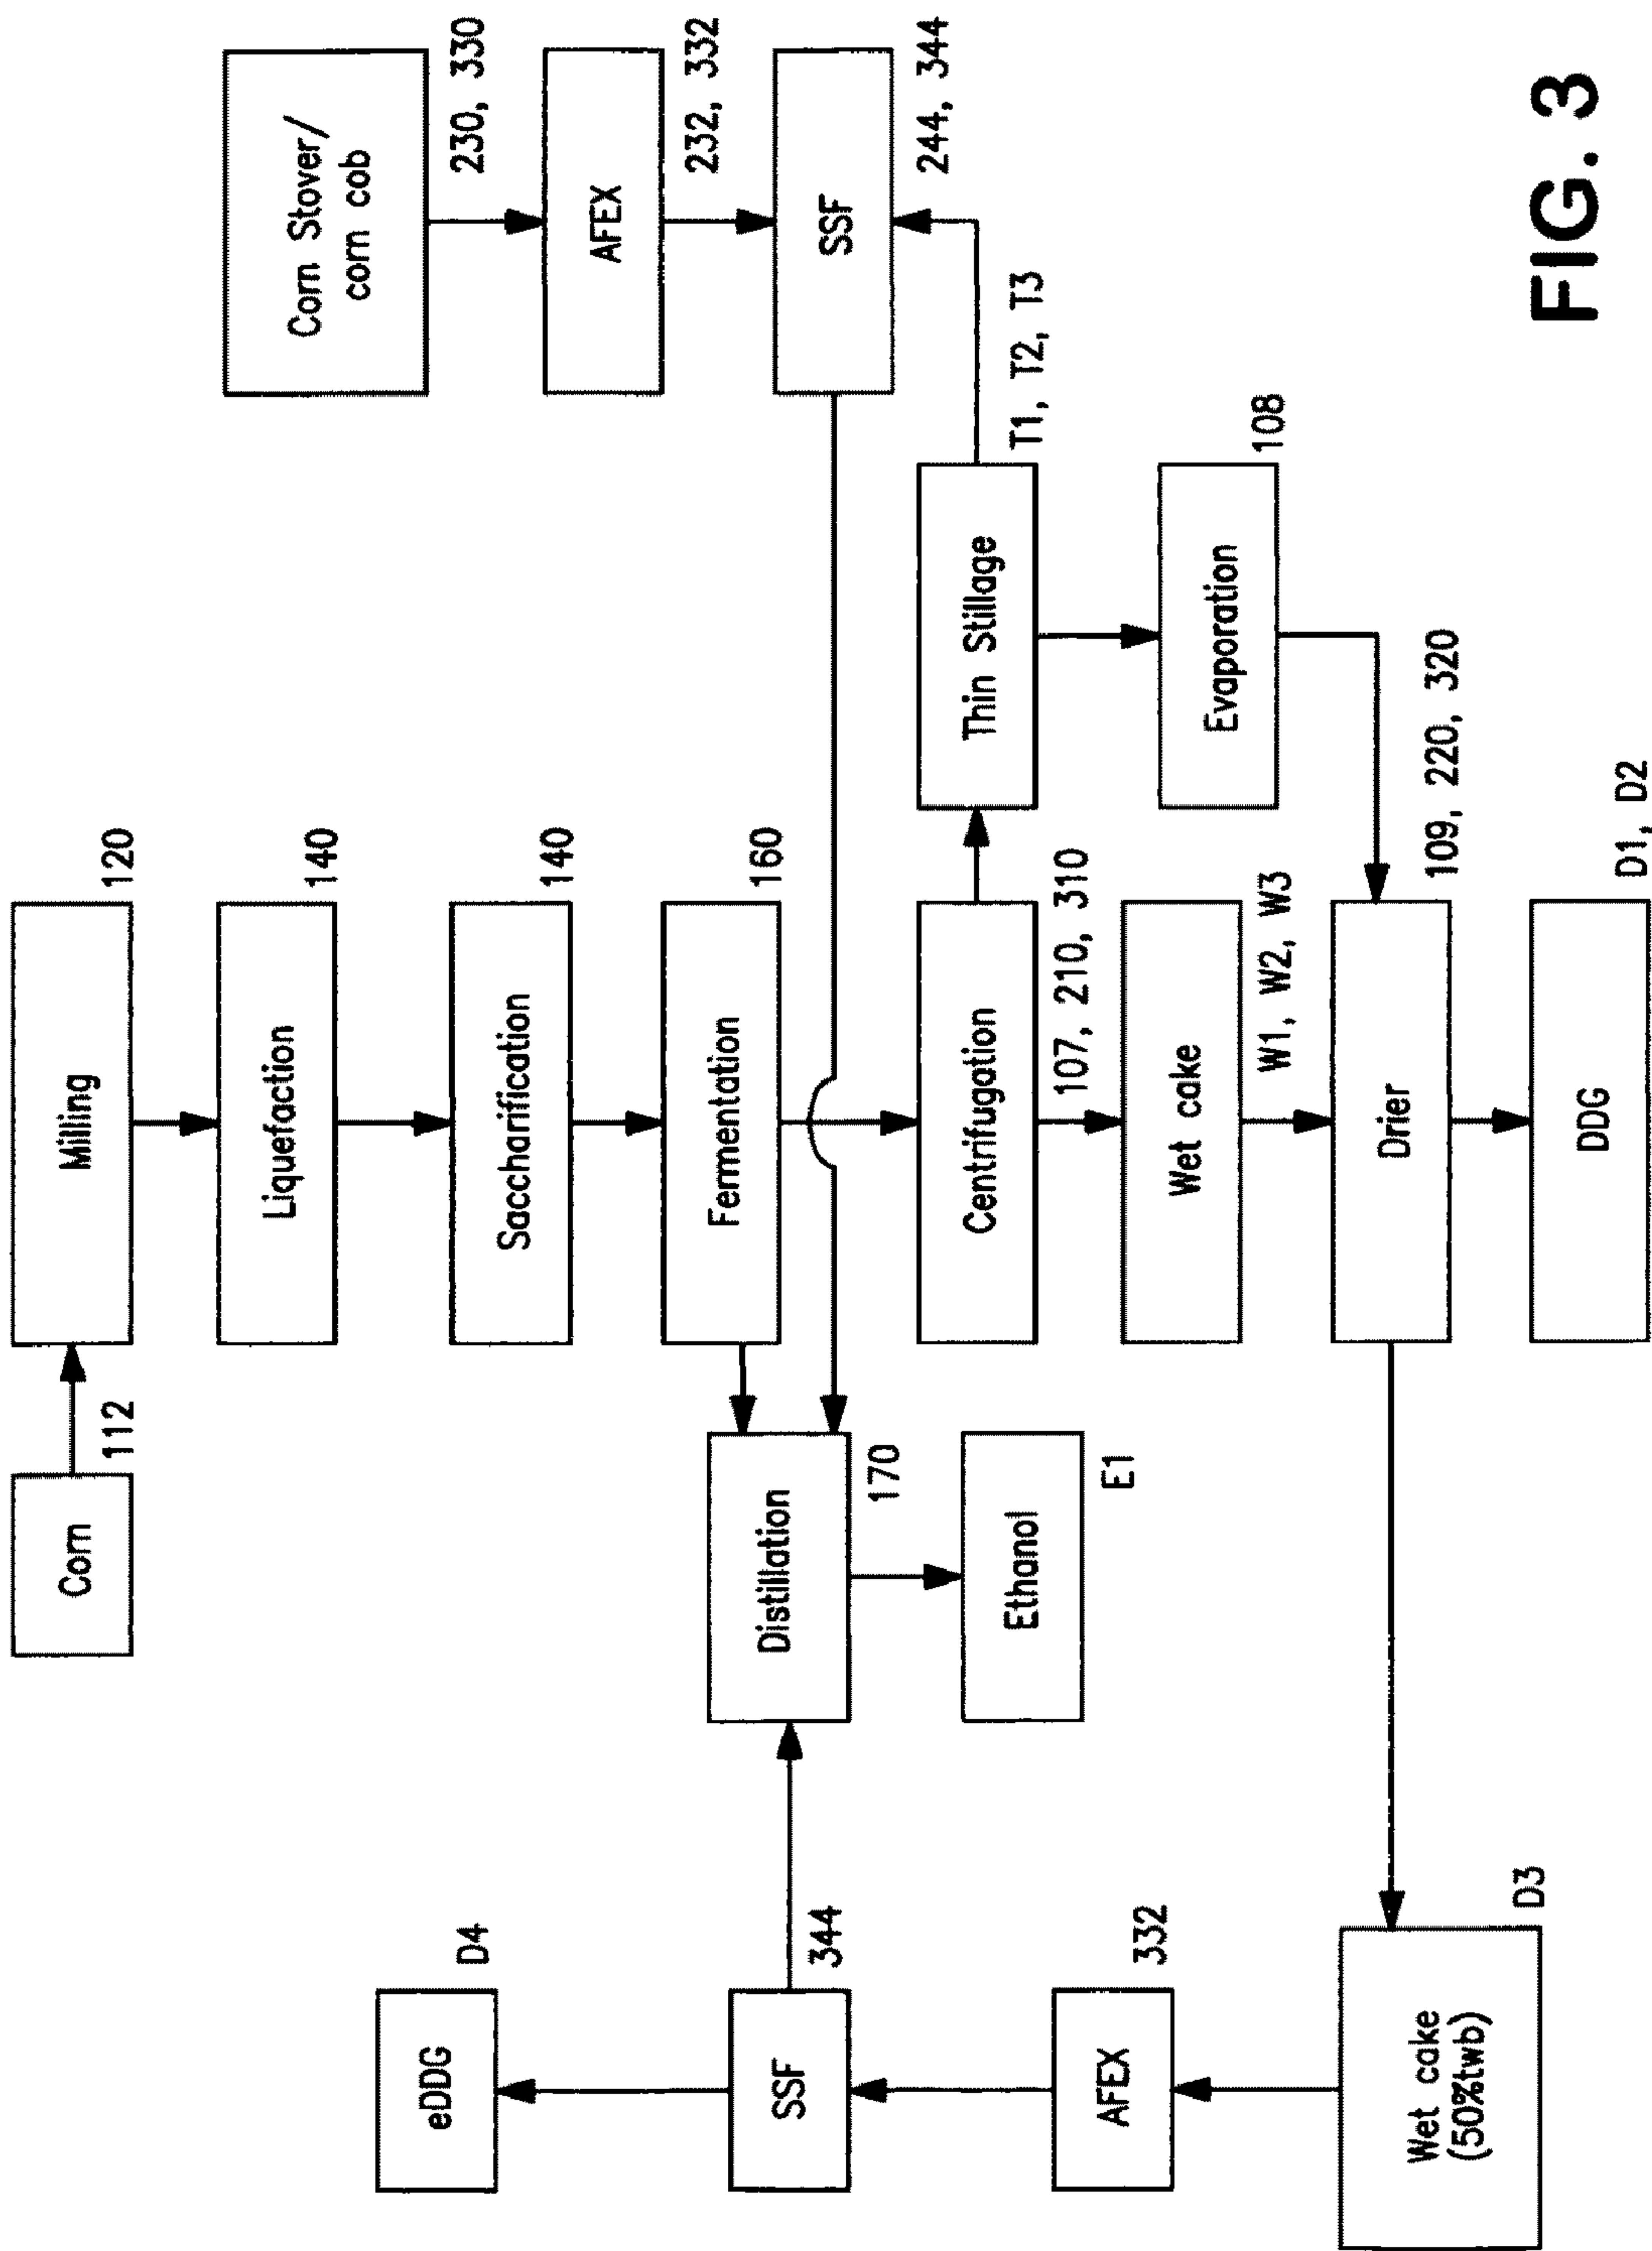 Corn
112
Milling
120
Liquefaction
140
Saccharification
140
Fermentation
160
Distillation
170
Ethanol
E1
Centrifugation
107, 210, 310
Wet cake
W1, W2, W3
Drier
109, 220, 320
DDG
D1, D2
Thin Stillage
T1, T2, T3
Evaporation
108
Corn Stover/
corn cob
230, 330
AFEX
232, 332
SSF
244, 344
eDDG
D4
SSF
344
AFEX
332
Wet cake
(50%twb)
D3
FIG. 3